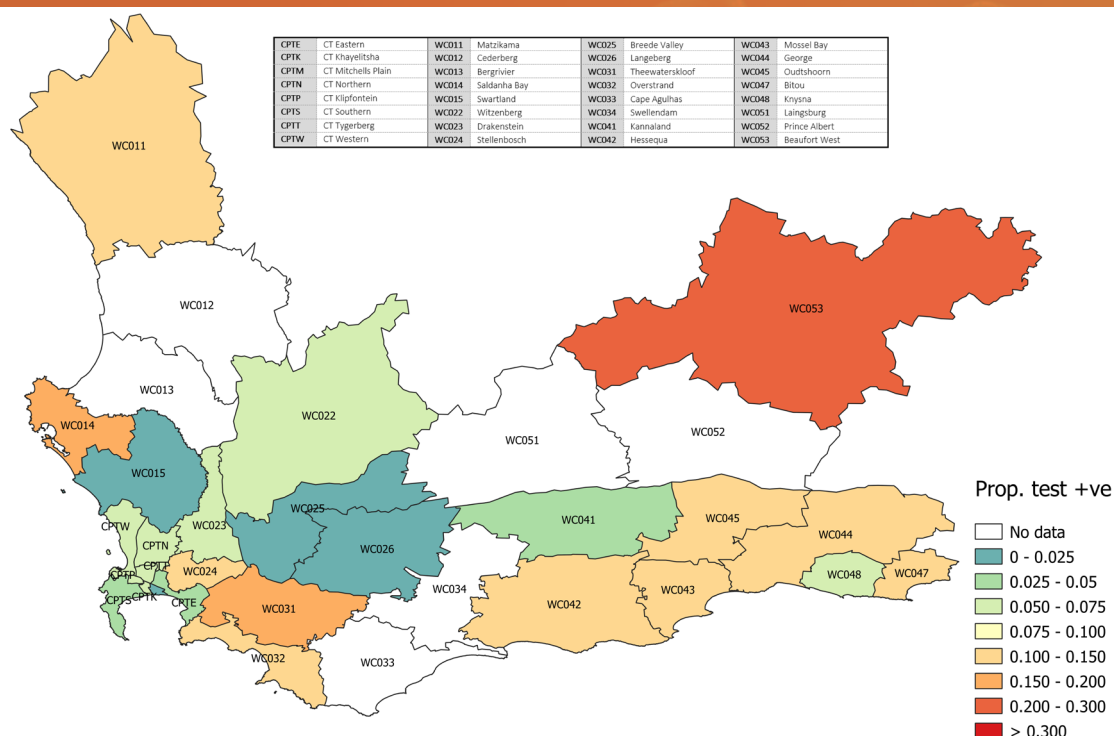 CPTE CT Eastern WC011 Matzikama WC025 Breede Valley WC043 Mossel Bay
CPTK CT Khayelitsha WC012 Cederberg WC026 Langeberg WC044 George
CPTM CT Mitchells Plain WC013 Bergrivier WC031 Theewaterskloof WC045 Oudtshoorn
CPTN CT Northern WC014 Saldanha Bay WC032 Overstrand WC047 Bitou
CPTP CT Klipfontein WC015 Swartland WC033 Cape Agulhas WC048 Knysna
CPTS CT Southern WC022 Witzenberg WC034 Swellendam WC051 Laingsburg
CPTT CT Tygerberg WC023 Drakenstein WC041 Kannaland WC052 Prince Albert
CPTW CT Western WC024 Stellenbosch WC042 Hessequa WC053 Beaufort West
WC011
WC012
WC053
WC013
WC022
WC014
WC052
WC051
WC015
WC025
WC045
WC041
CPTW
WC023
WC044
CPTN
WC026
CPTT
WC024
CPTP
WC048
WC047
WC034
WC043
CPTS
CPTK
CPTE
WC042
WC031
WC032
WC033
Prop. test +ve
No data
0 - 0.025
0.025 - 0.05
0.050 - 0.075
0.075 - 0.100
0.100 - 0.150
0.150 - 0.200
0.200 - 0.300
> 0.300